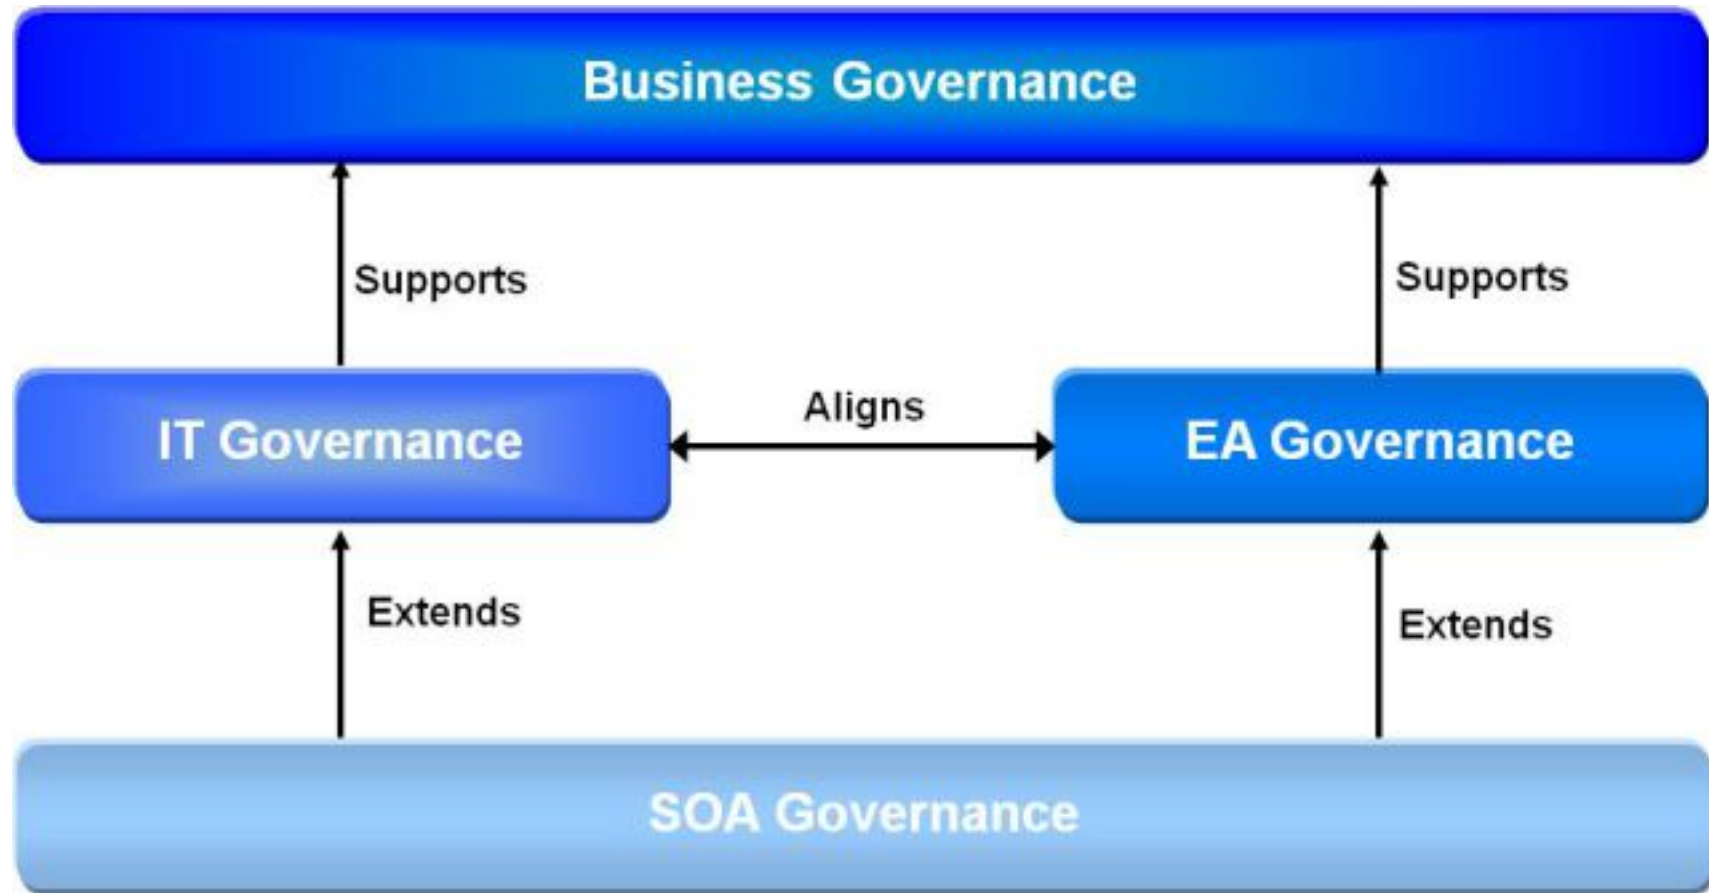 Business Governance
Supports
Supports
IT Governance
Aligns
EA Governance
Extends
Extends
SOA Governance